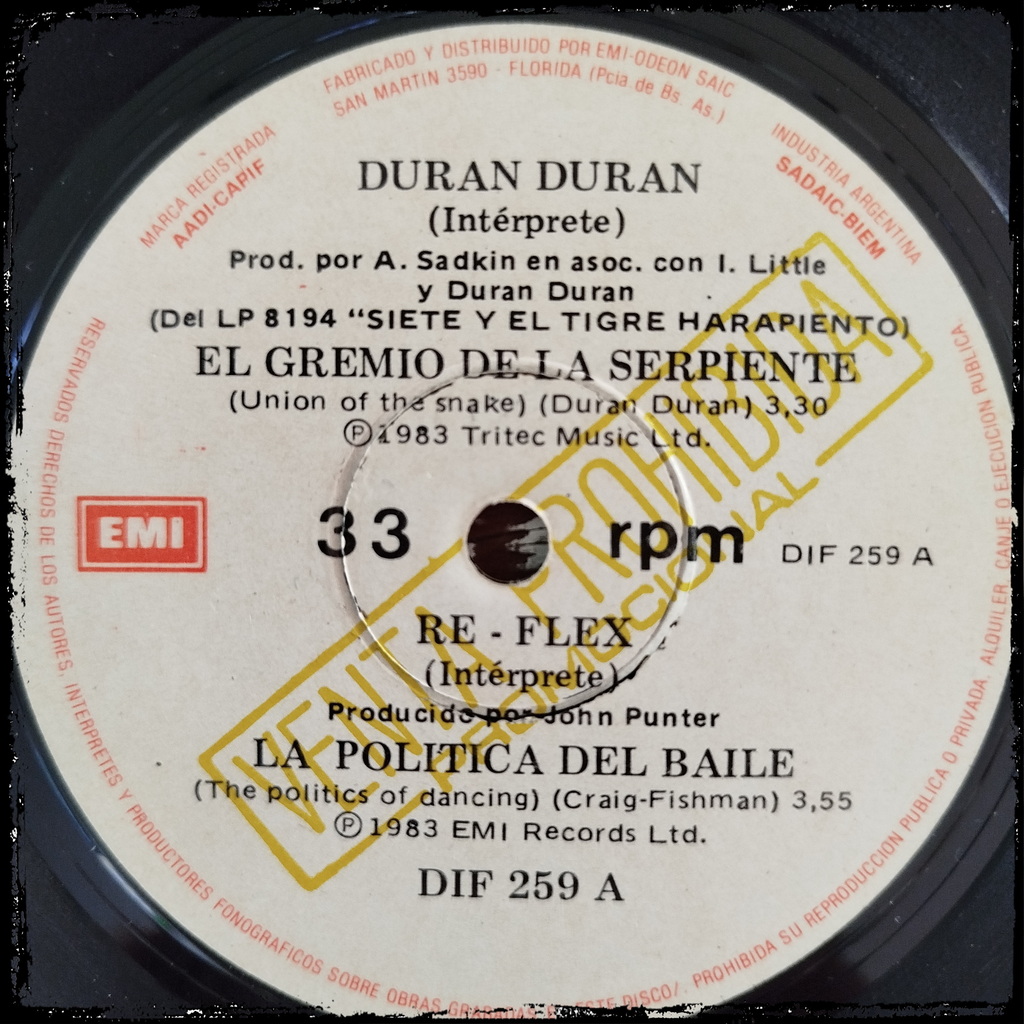 FABRICADO Y DISTRIBUIDO POR EMI-ODEON SAIC
SAN MARTIN 3590 - FLORIDA (Pcia de Bs. As.)
MARCA REGISTRADA
AADI-CAPIF
INDUSTRIA ARGENTINA
SADAIC-BIEM
DURAN DURAN
(Intérprete)
Prod. por A. Sadkin en asoc. con I. Little
y Duran Duran
(Del LP 8194 “SIETE Y EL TIGRE HARAPIENTO)
EL GREMIO DE LA SERPIENTE
(Union of the snake) (Duran Duran) 3,30
Ⓟ1983 Tritec Music Ltd.
EMI
33 rpm
DIF 259 A
VENTA PROHIBIDA
PROMOCIONAL
RE - FLEX
(Intérprete)
Producido por John Punter
LA POLITICA DEL BAILE
(The politics of dancing) (Craig-Fishman) 3,55
Ⓟ1983 EMI Records Ltd.
DIF 259 A
RESERVADOS DERECHOS DE LOS AUTORES, INTERPRETES Y PRODUCTORES FONOGRAFICOS SOBRE OBRAS GRABADAS E ESTE DISCO/. PROHIBIDA SU REPRODUCCION PUBLICA O PRIVADA, ALQUILER, CANJE O EJECUCION PUBLICA.